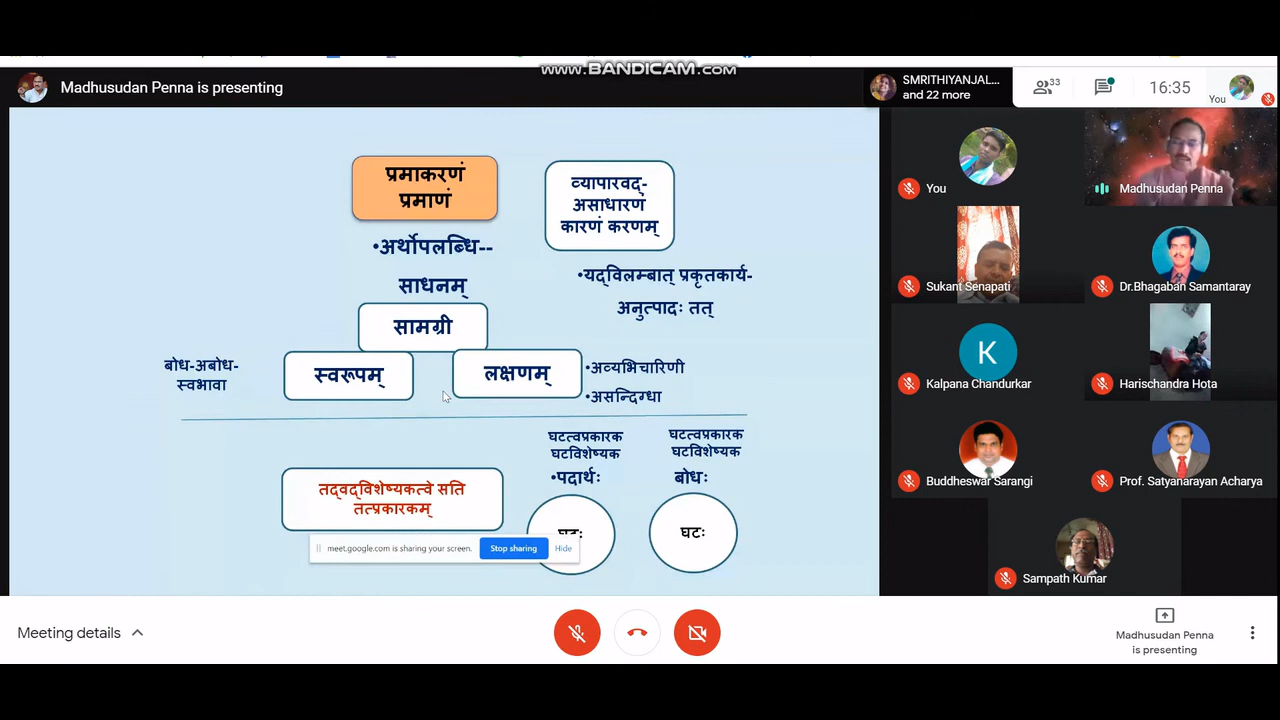 www.BANDICAM.com
Madhusudan Penna is presenting
SMRITHIYANJAL...
and 22 more
33
16:35
You
प्रमाकरणं
प्रमाणं
व्यापारवद्-
असाधारणं
कारणं करणम्
•अर्थोपलब्धि--
साधनम्
•यद्विलम्बात् प्रकृतकार्य-
अनुत्पादः तत्
सामग्री
बोध-अबोध-
स्वभावा
स्वरूपम्
लक्षणम्
•अव्यभिचारिणी
•असन्दिग्धा
घटत्वप्रकारक
घटविशेष्यक
•पदार्थः
घटत्वप्रकारक
घटविशेष्यक
बोधः
तद्वद्विशेष्यकत्वे सति
तत्प्रकारकम्
घटः
घटः
meet.google.com is sharing your screen.
Stop sharing
Hide
You
Madhusudan Penna
Sukant Senapati
Dr.Bhagaban Samantaray
K
Kalpana Chandurkar
Harischandra Hota
Buddheswar Sarangi
Prof. Satyanarayan Acharya
Sampath Kumar
Meeting details
Madhusudan Penna
is presenting